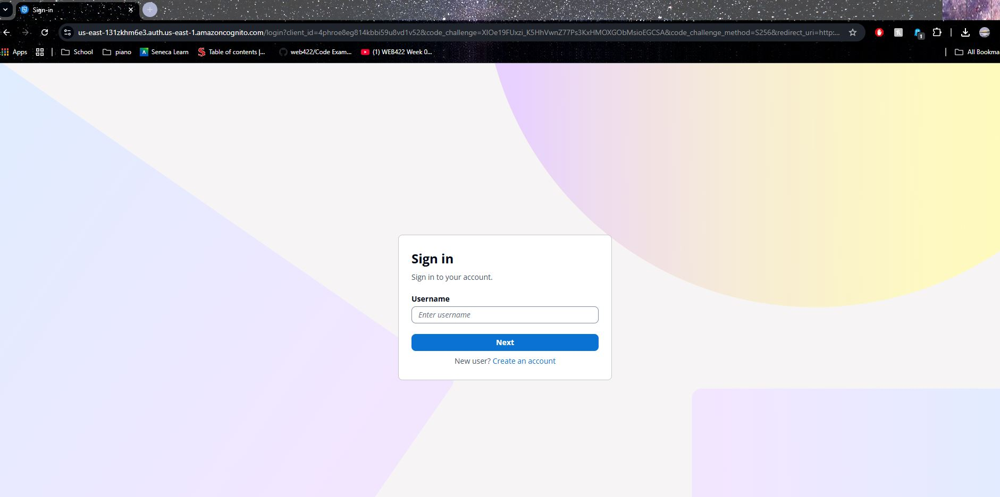 Sign-in
us-east-131zkhm6e3.auth.us-east-1.amazoncognito.com/login?client_id=4phroe8eg814kbbi59u8vd1v52&code_challenge=XlOe19FUxzi_K5HhVwnZ77Ps3KxHMOXGObMsioEGCSA&code_challenge_method=S256&redirect_uri=http:...
1
Apps School piano Seneca Learn Table of contents |... web422/Code Exam... (1) WEB422 Week 0... All Bookma
Sign in
Sign in to your account.
Username
Enter username
Next
New user? Create an account